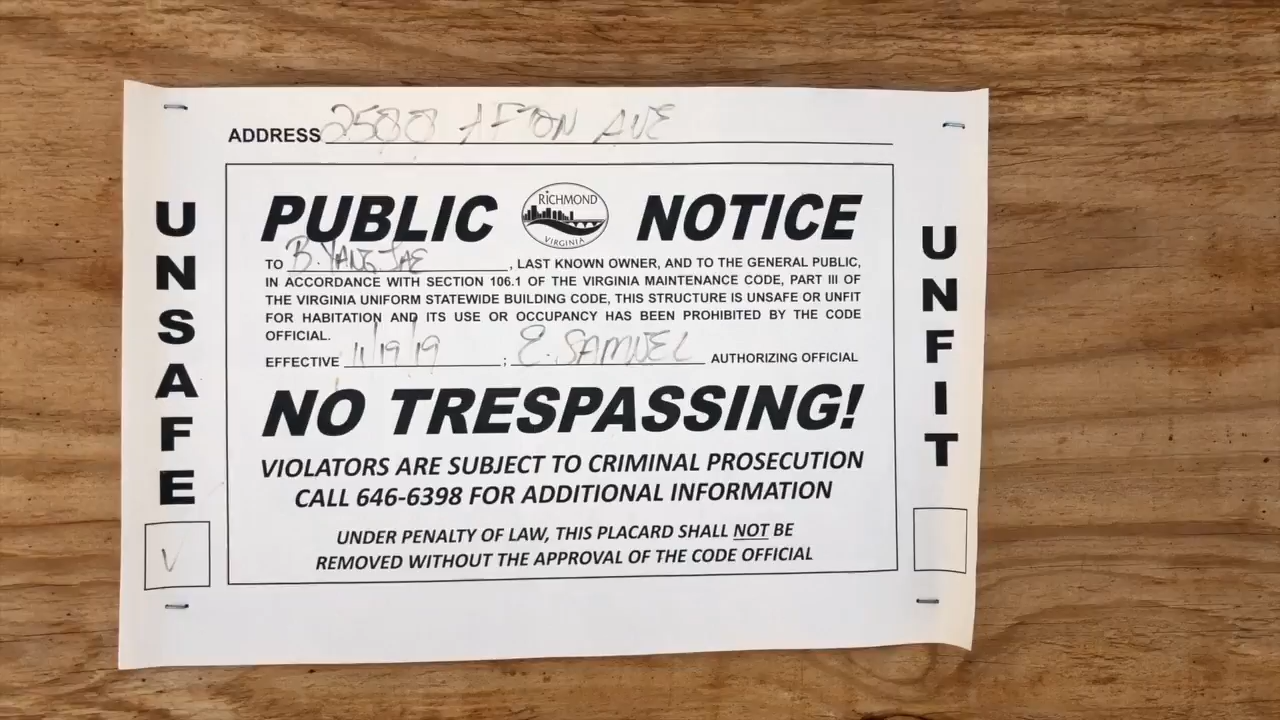 ADDRESS 2588 AFTON AVE
PUBLIC NOTICE
RICHMOND
VIRGINIA
TO B. YANG JAE, LAST KNOWN OWNER, AND TO THE GENERAL PUBLIC,
IN ACCORDANCE WITH SECTION 106.1 OF THE VIRGINIA MAINTENANCE CODE, PART III OF
THE VIRGINIA UNIFORM STATEWIDE BUILDING CODE, THIS STRUCTURE IS UNSAFE OR UNFIT
FOR HABITATION AND ITS USE OR OCCUPANCY HAS BEEN PROHIBITED BY THE CODE
OFFICIAL.
EFFECTIVE 11/19/19 ; E. SAMUEL AUTHORIZING OFFICIAL
NO TRESPASSING!
VIOLATORS ARE SUBJECT TO CRIMINAL PROSECUTION
CALL 646-6398 FOR ADDITIONAL INFORMATION
UNDER PENALTY OF LAW, THIS PLACARD SHALL NOT BE
REMOVED WITHOUT THE APPROVAL OF THE CODE OFFICIAL
UNSAFE
UNFIT